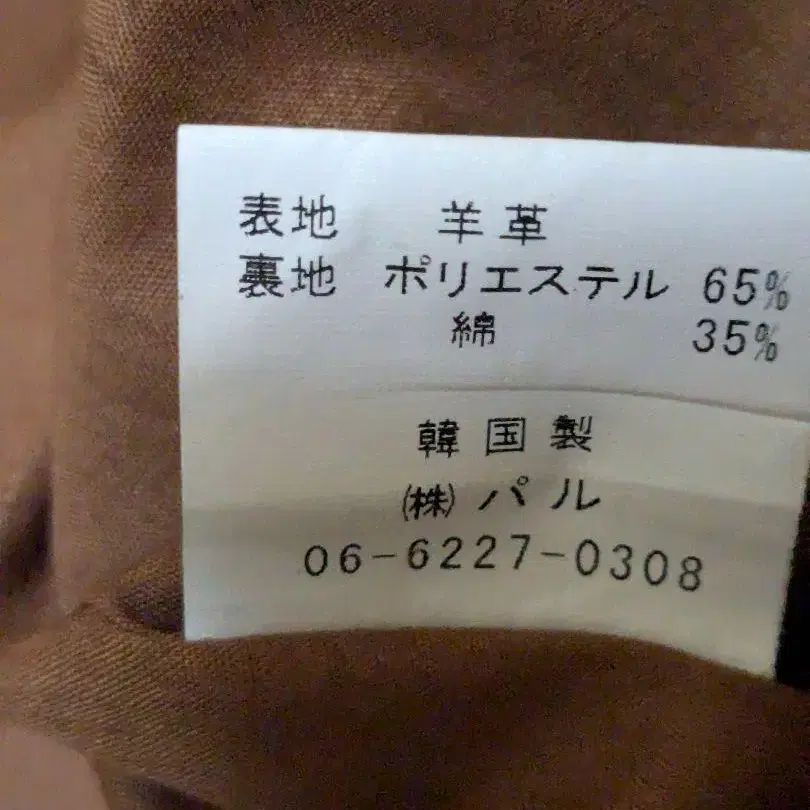 表地 羊革
裏地 ポリエステル 65%
綿 35%
韓国製
㈱パル
06-6227-0308